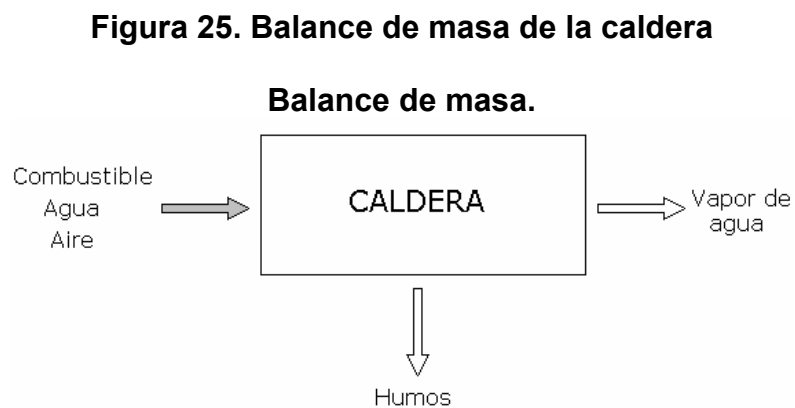 Figura 25. Balance de masa de la caldera
Balance de masa.
Combustible
Agua
Aire
CALDERA
Vapor de
agua
Humos